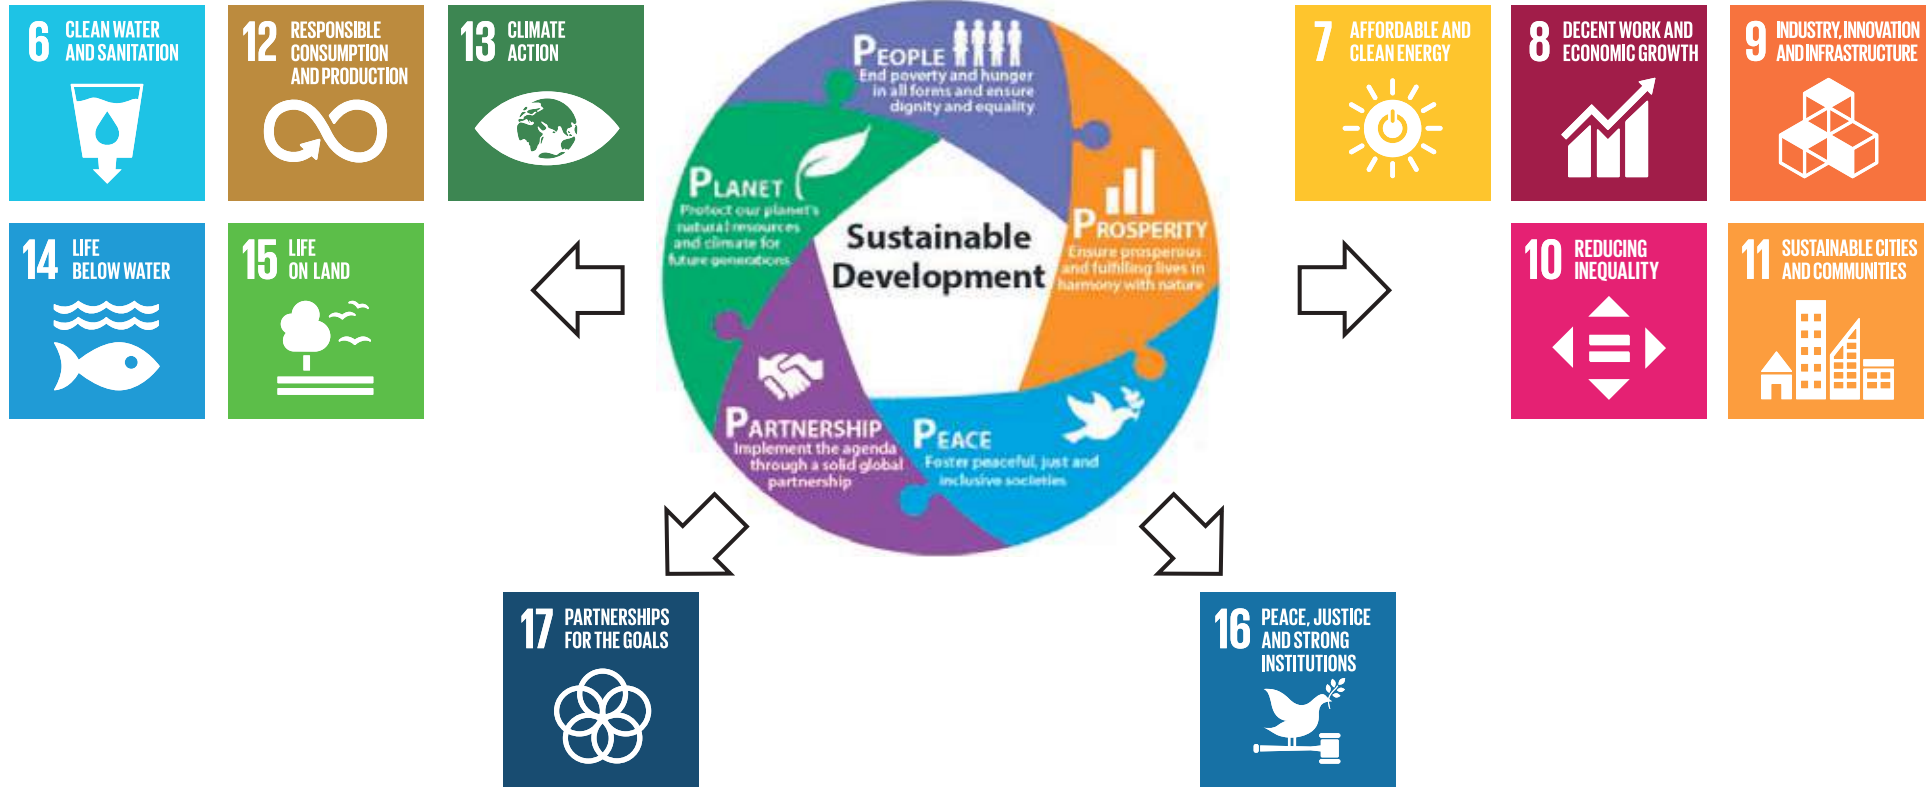 6 CLEAN WATER
AND SANITATION
12 RESPONSIBLE
CONSUMPTION
AND PRODUCTION
13 CLIMATE
ACTION
14 LIFE
BELOW WATER
15 LIFE
ON LAND
PEOPLE
End poverty and hunger
in all forms and ensure
dignity and equality
PLANET
Protect our planet's
natural resources
and climate for
future generations
Sustainable
Development
PROSPERITY
Ensure prosperous
and fulfilling lives in
harmony with nature
PARTNERSHIP
Implement the agenda
through a solid global
partnership
PEACE
Foster peaceful, just and
inclusive societies
7 AFFORDABLE AND
CLEAN ENERGY
8 DECENT WORK AND
ECONOMIC GROWTH
9 INDUSTRY, INNOVATION
AND INFRASTRUCTURE
10 REDUCING
INEQUALITY
11 SUSTAINABLE CITIES
AND COMMUNITIES
17 PARTNERSHIPS
FOR THE GOALS
16 PEACE, JUSTICE
AND STRONG
INSTITUTIONS